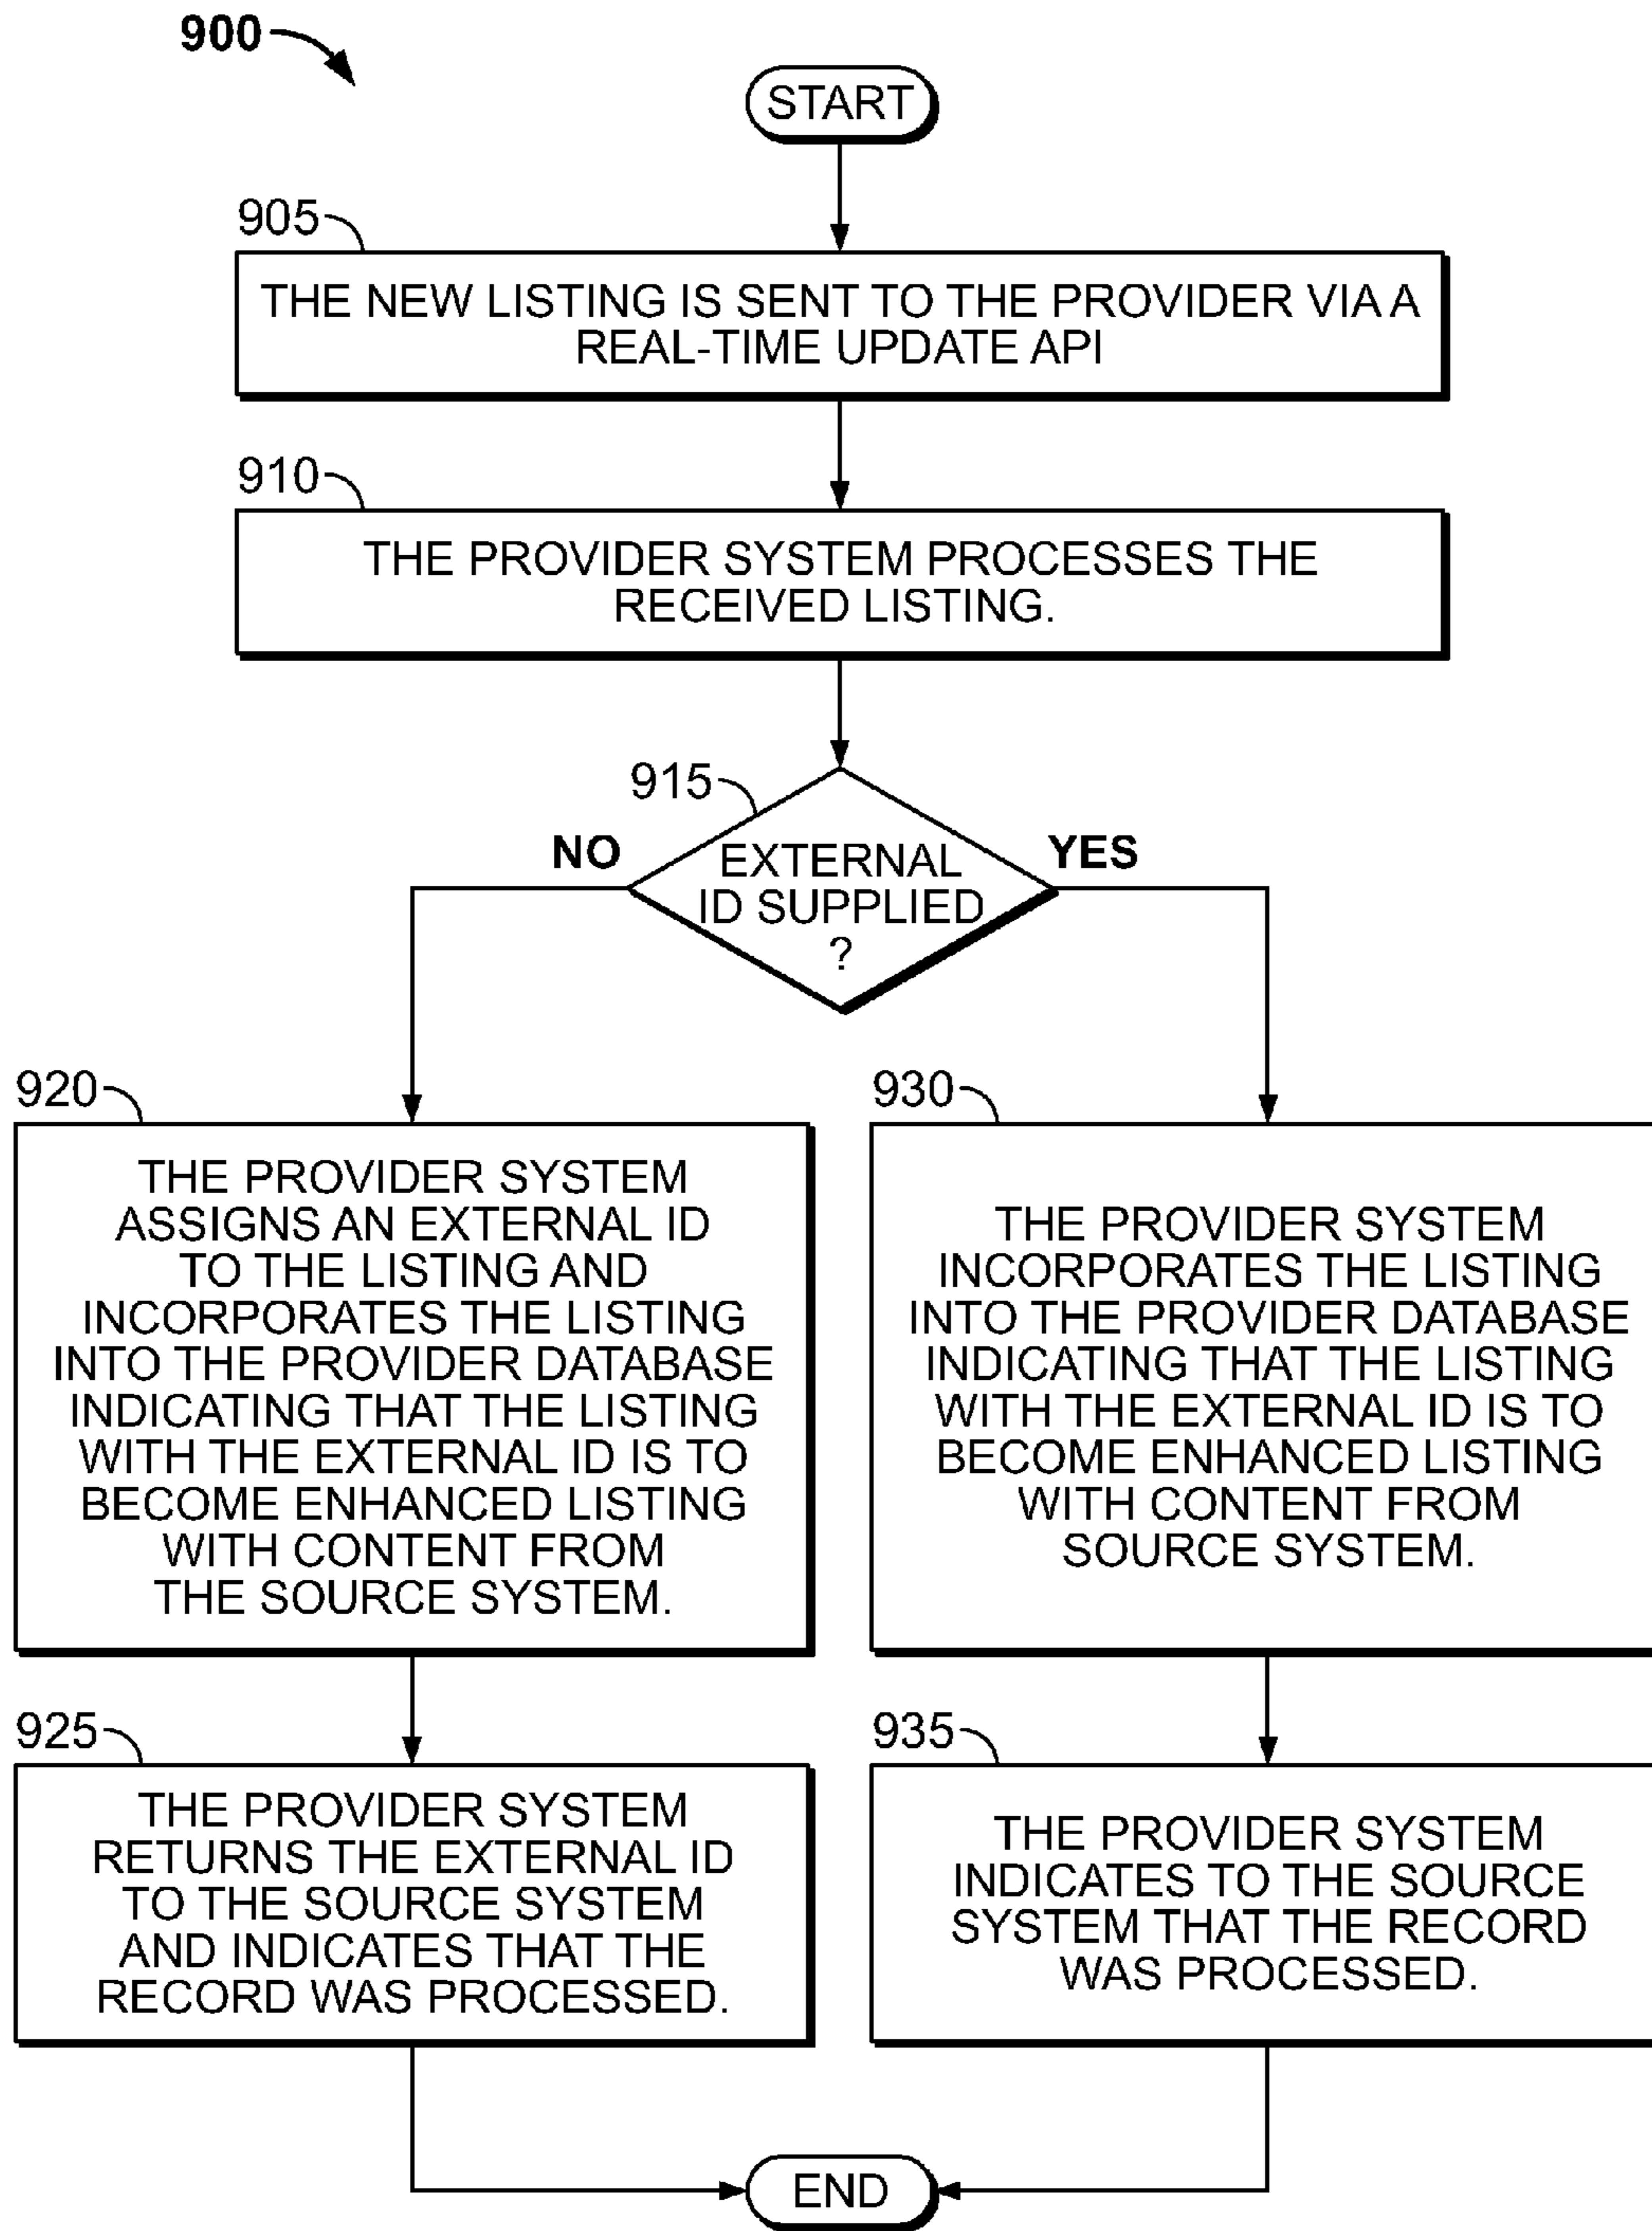 900
START
905
THE NEW LISTING IS SENT TO THE PROVIDER VIA A
REAL-TIME UPDATE API
910
THE PROVIDER SYSTEM PROCESSES THE
RECEIVED LISTING.
915
NO
YES
EXTERNAL
ID SUPPLIED
?
920
THE PROVIDER SYSTEM
ASSIGNS AN EXTERNAL ID
TO THE LISTING AND
INCORPORATES THE LISTING
INTO THE PROVIDER DATABASE
INDICATING THAT THE LISTING
WITH THE EXTERNAL ID IS TO
BECOME ENHANCED LISTING
WITH CONTENT FROM
THE SOURCE SYSTEM.
930
THE PROVIDER SYSTEM
INCORPORATES THE LISTING
INTO THE PROVIDER DATABASE
INDICATING THAT THE LISTING
WITH THE EXTERNAL ID IS TO
BECOME ENHANCED LISTING
WITH CONTENT FROM
SOURCE SYSTEM.
925
THE PROVIDER SYSTEM
RETURNS THE EXTERNAL ID
TO THE SOURCE SYSTEM
AND INDICATES THAT THE
RECORD WAS PROCESSED.
935
THE PROVIDER SYSTEM
INDICATES TO THE SOURCE
SYSTEM THAT THE RECORD
WAS PROCESSED.
END